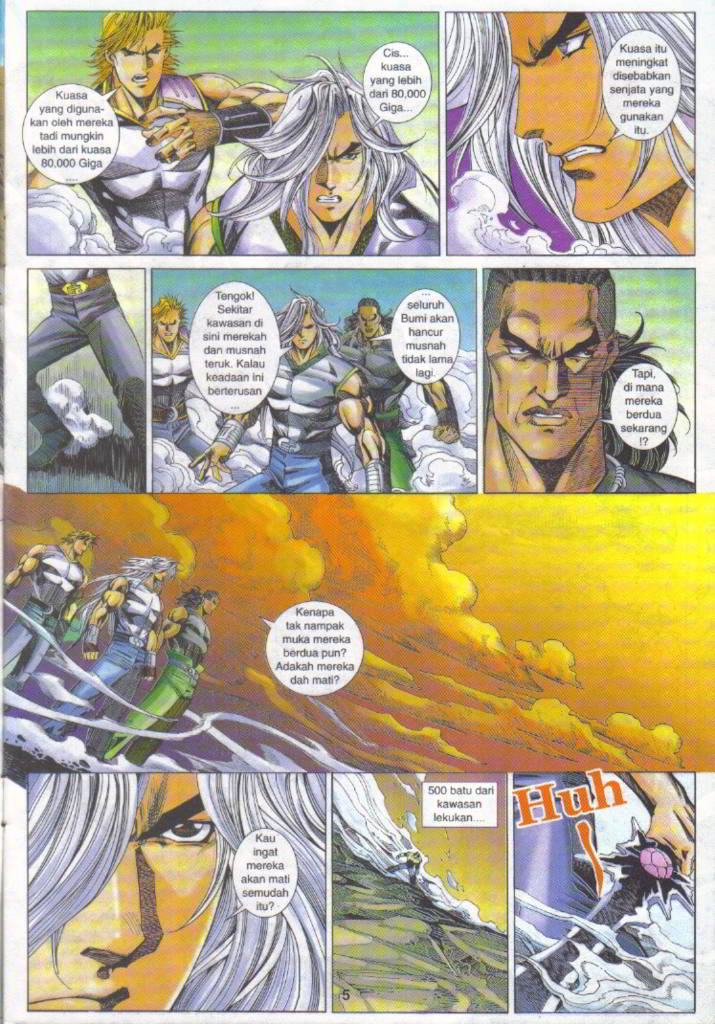 Kuasa
yang diguna-
kan oleh mereka
tadi mungkin
lebih dari kuasa
80,000 Giga
....
Cis...
kuasa
yang lebih
dari 80,000
Giga...
Kuasa itu
meningkat
disebabkan
senjata yang
mereka
gunakan
itu.
Tengok!
Sekitar
kawasan di
sini merekah
dan musnah
teruk. Kalau
keadaan ini
berterusan
...
...
seluruh
Bumi akan
hancur
musnah
tidak lama
lagi.
Tapi,
di mana
mereka
berdua
sekarang
!?
Kenapa
tak nampak
muka mereka
berdua pun?
Adakah mereka
dah mati?
Kau
ingat
mereka
akan mati
semudah
itu?
500 batu dari
kawasan
lekukan....
Huh
5